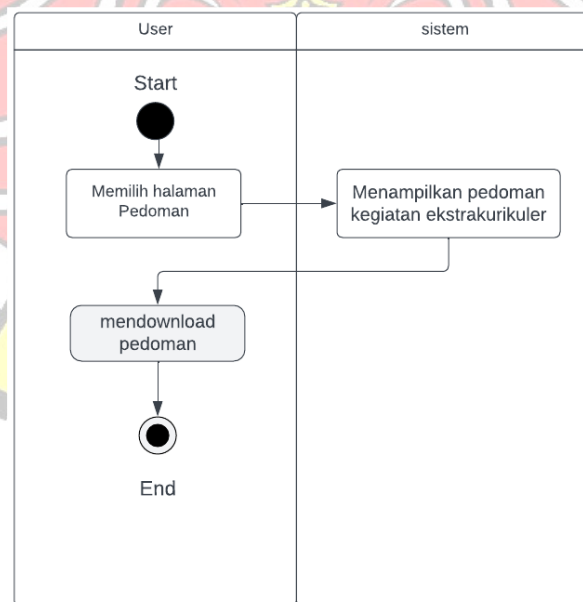 User
sistem
Start
Memilih halaman
Pedoman
Menampilkan pedoman
kegiatan ekstrakurikuler
mendownload
pedoman
End